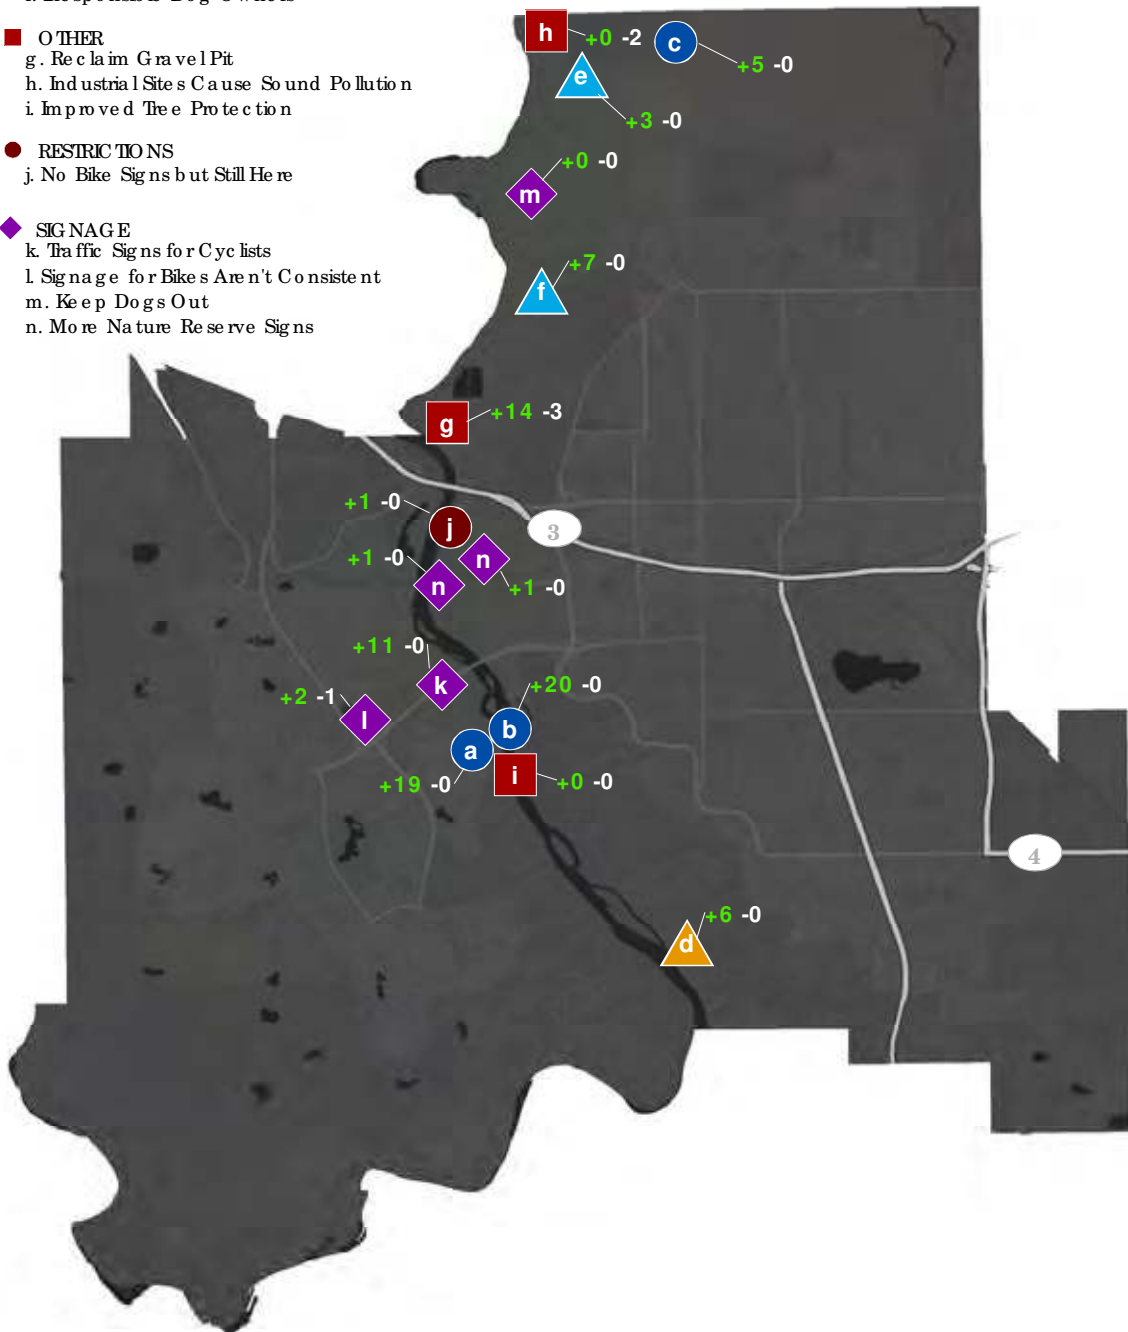 OTHER
g. Reclaim Gravel Pit
h. Industrial Sites Cause Sound Pollution
i. Improved Tree Protection
RESTRICTIONS
j. No Bike Signs but Still Here
SIGNAGE
k. Traffic Signs for Cyclists
l. Signage for Bikes Aren't Consistent
m. Keep Dogs Out
n. More Nature Reserve Signs
h +0 -2
c +5 -0
e +3 -0
m +0 -0
f +7 -0
g +14 -3
j +1 -0
3
n +1 -0
n +1 -0
k +11 -0
l +2 -1
b +20 -0
a +19 -0
i +0 -0
4
d +6 -0